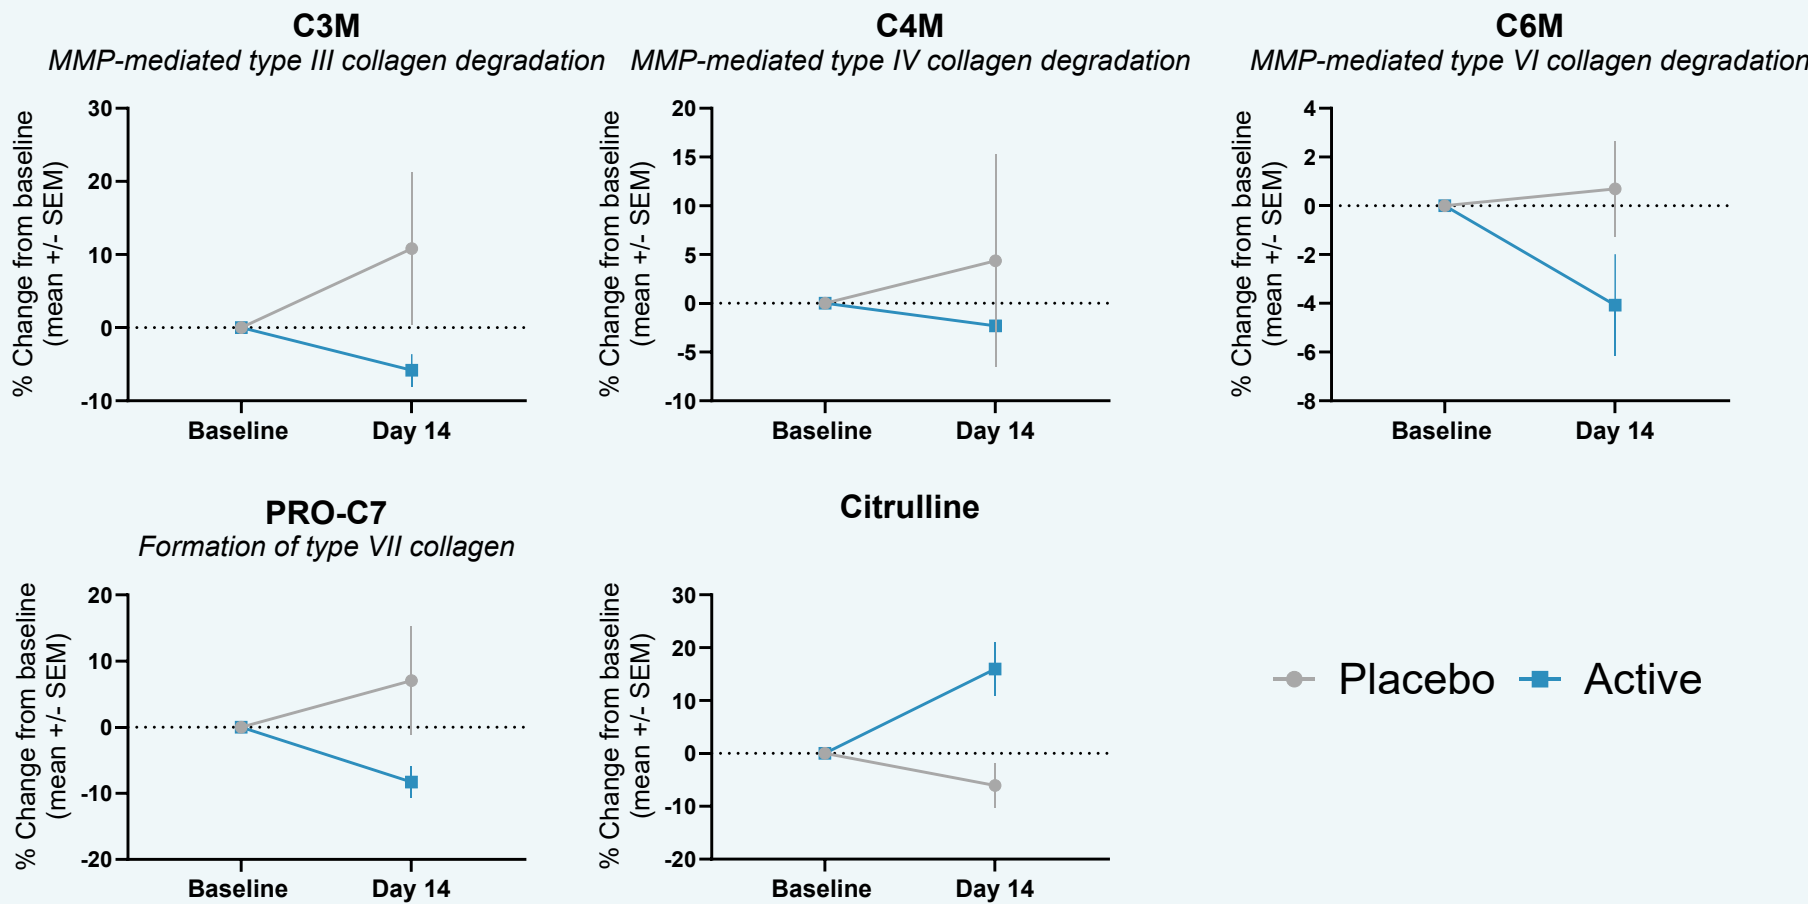 C3M
MMP-mediated type III collagen degradation
% Change from baseline
(mean +/- SEM)
30
20
10
0
-10
Baseline
Day 14
C4M
MMP-mediated type IV collagen degradation
% Change from baseline
(mean +/- SEM)
20
15
10
5
0
-5
-10
Baseline
Day 14
C6M
MMP-mediated type VI collagen degradation
% Change from baseline
(mean +/- SEM)
4
2
0
-2
-4
-6
-8
Baseline
Day 14
PRO-C7
Formation of type VII collagen
% Change from baseline
(mean +/- SEM)
20
10
0
-10
-20
Baseline
Day 14
Citrulline
% Change from baseline
(mean +/- SEM)
30
20
10
0
-10
-20
Baseline
Day 14
Placebo
Active